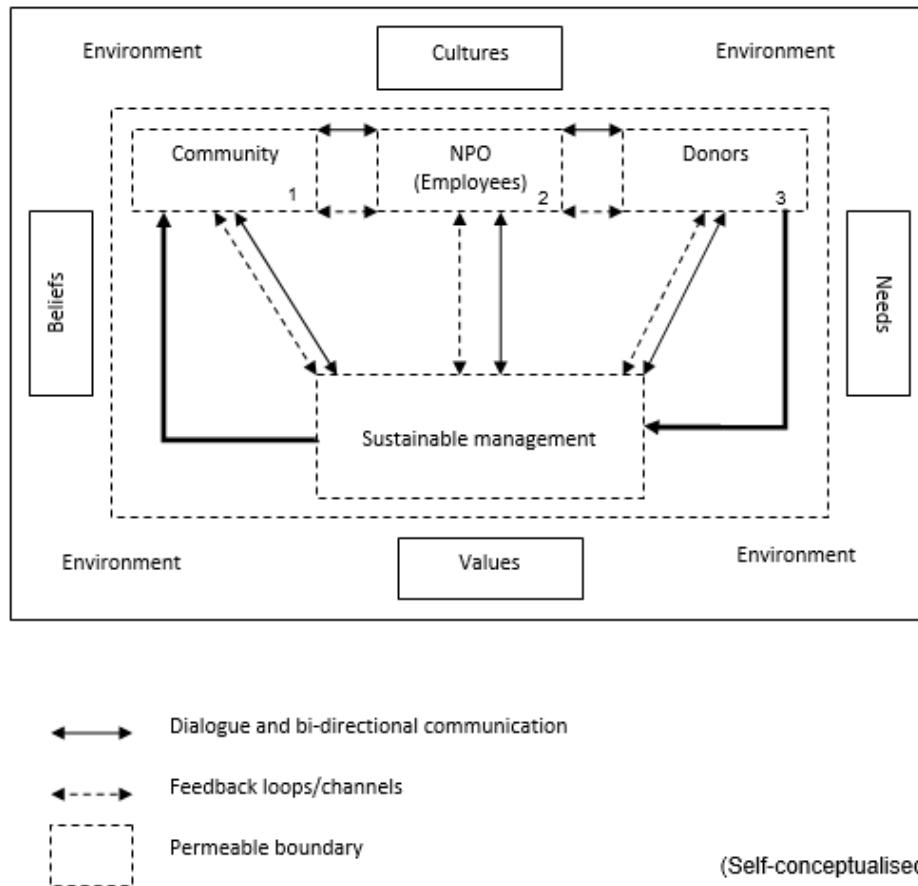 Environment
Cultures
Environment
Community
1
NPO
(Employees)
2
Donors
3
Beliefs
Needs
Sustainable management
Environment
Values
Environment
Dialogue and bi-directional communication
Feedback loops/channels
Permeable boundary
(Self-conceptualised